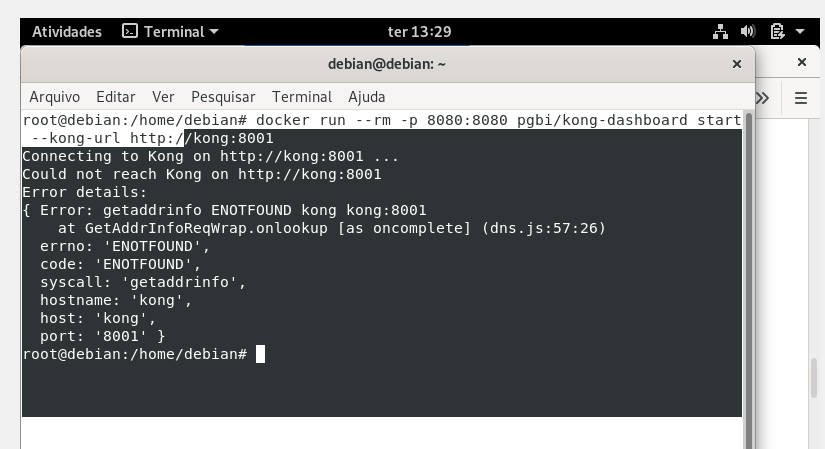 Atividades Terminal ter 13:29
debian@debian: ~
Arquivo Editar Ver Pesquisar Terminal Ajuda
root@debian:/home/debian# docker run --rm -p 8080:8080 pgbi/kong-dashboard start
 --kong-url http://kong:8001
Connecting to Kong on http://kong:8001 ...
Could not reach Kong on http://kong:8001
Error details:
{ Error: getaddrinfo ENOTFOUND kong kong:8001
    at GetAddrInfoReqWrap.onlookup [as oncomplete] (dns.js:57:26)
  errno: 'ENOTFOUND',
  code: 'ENOTFOUND',
  syscall: 'getaddrinfo',
  hostname: 'kong',
  host: 'kong',
  port: '8001' }
root@debian:/home/debian#